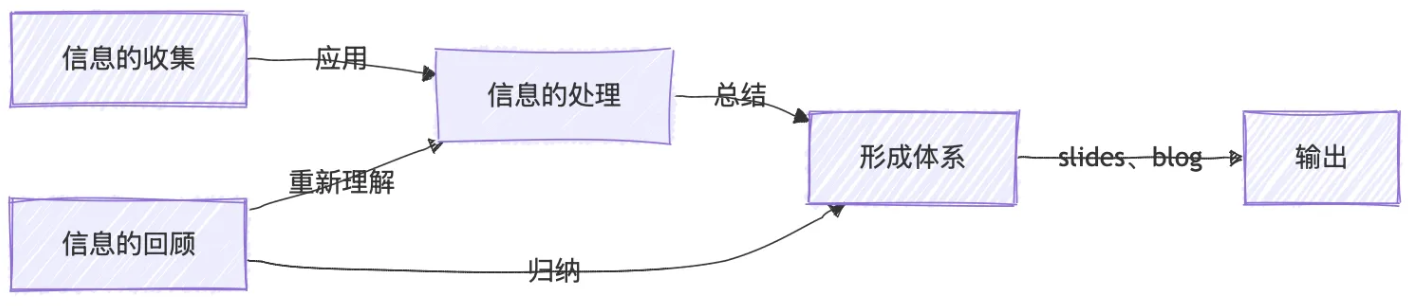 信息的收集
应用
信息的处理
总结
形成体系
slides、blog
输出
重新理解
信息的回顾
归纳